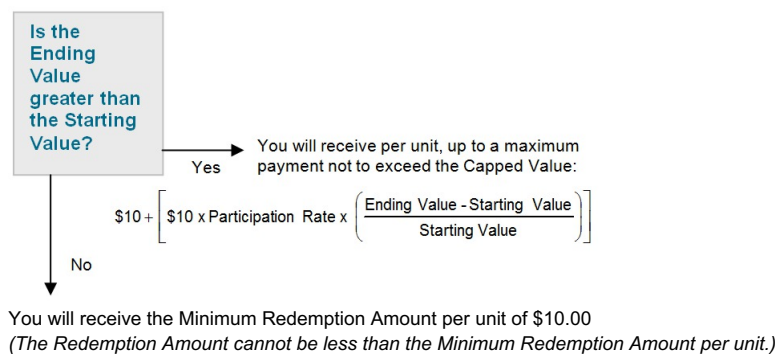 Is the
Ending
Value
greater than
the Starting
Value?
Yes
You will receive per unit, up to a maximum
payment not to exceed the Capped Value:
$10 + [ $10 x Participation Rate x ( Ending Value - Starting Value
Starting Value ) ]
No
You will receive the Minimum Redemption Amount per unit of $10.00
(The Redemption Amount cannot be less than the Minimum Redemption Amount per unit.)